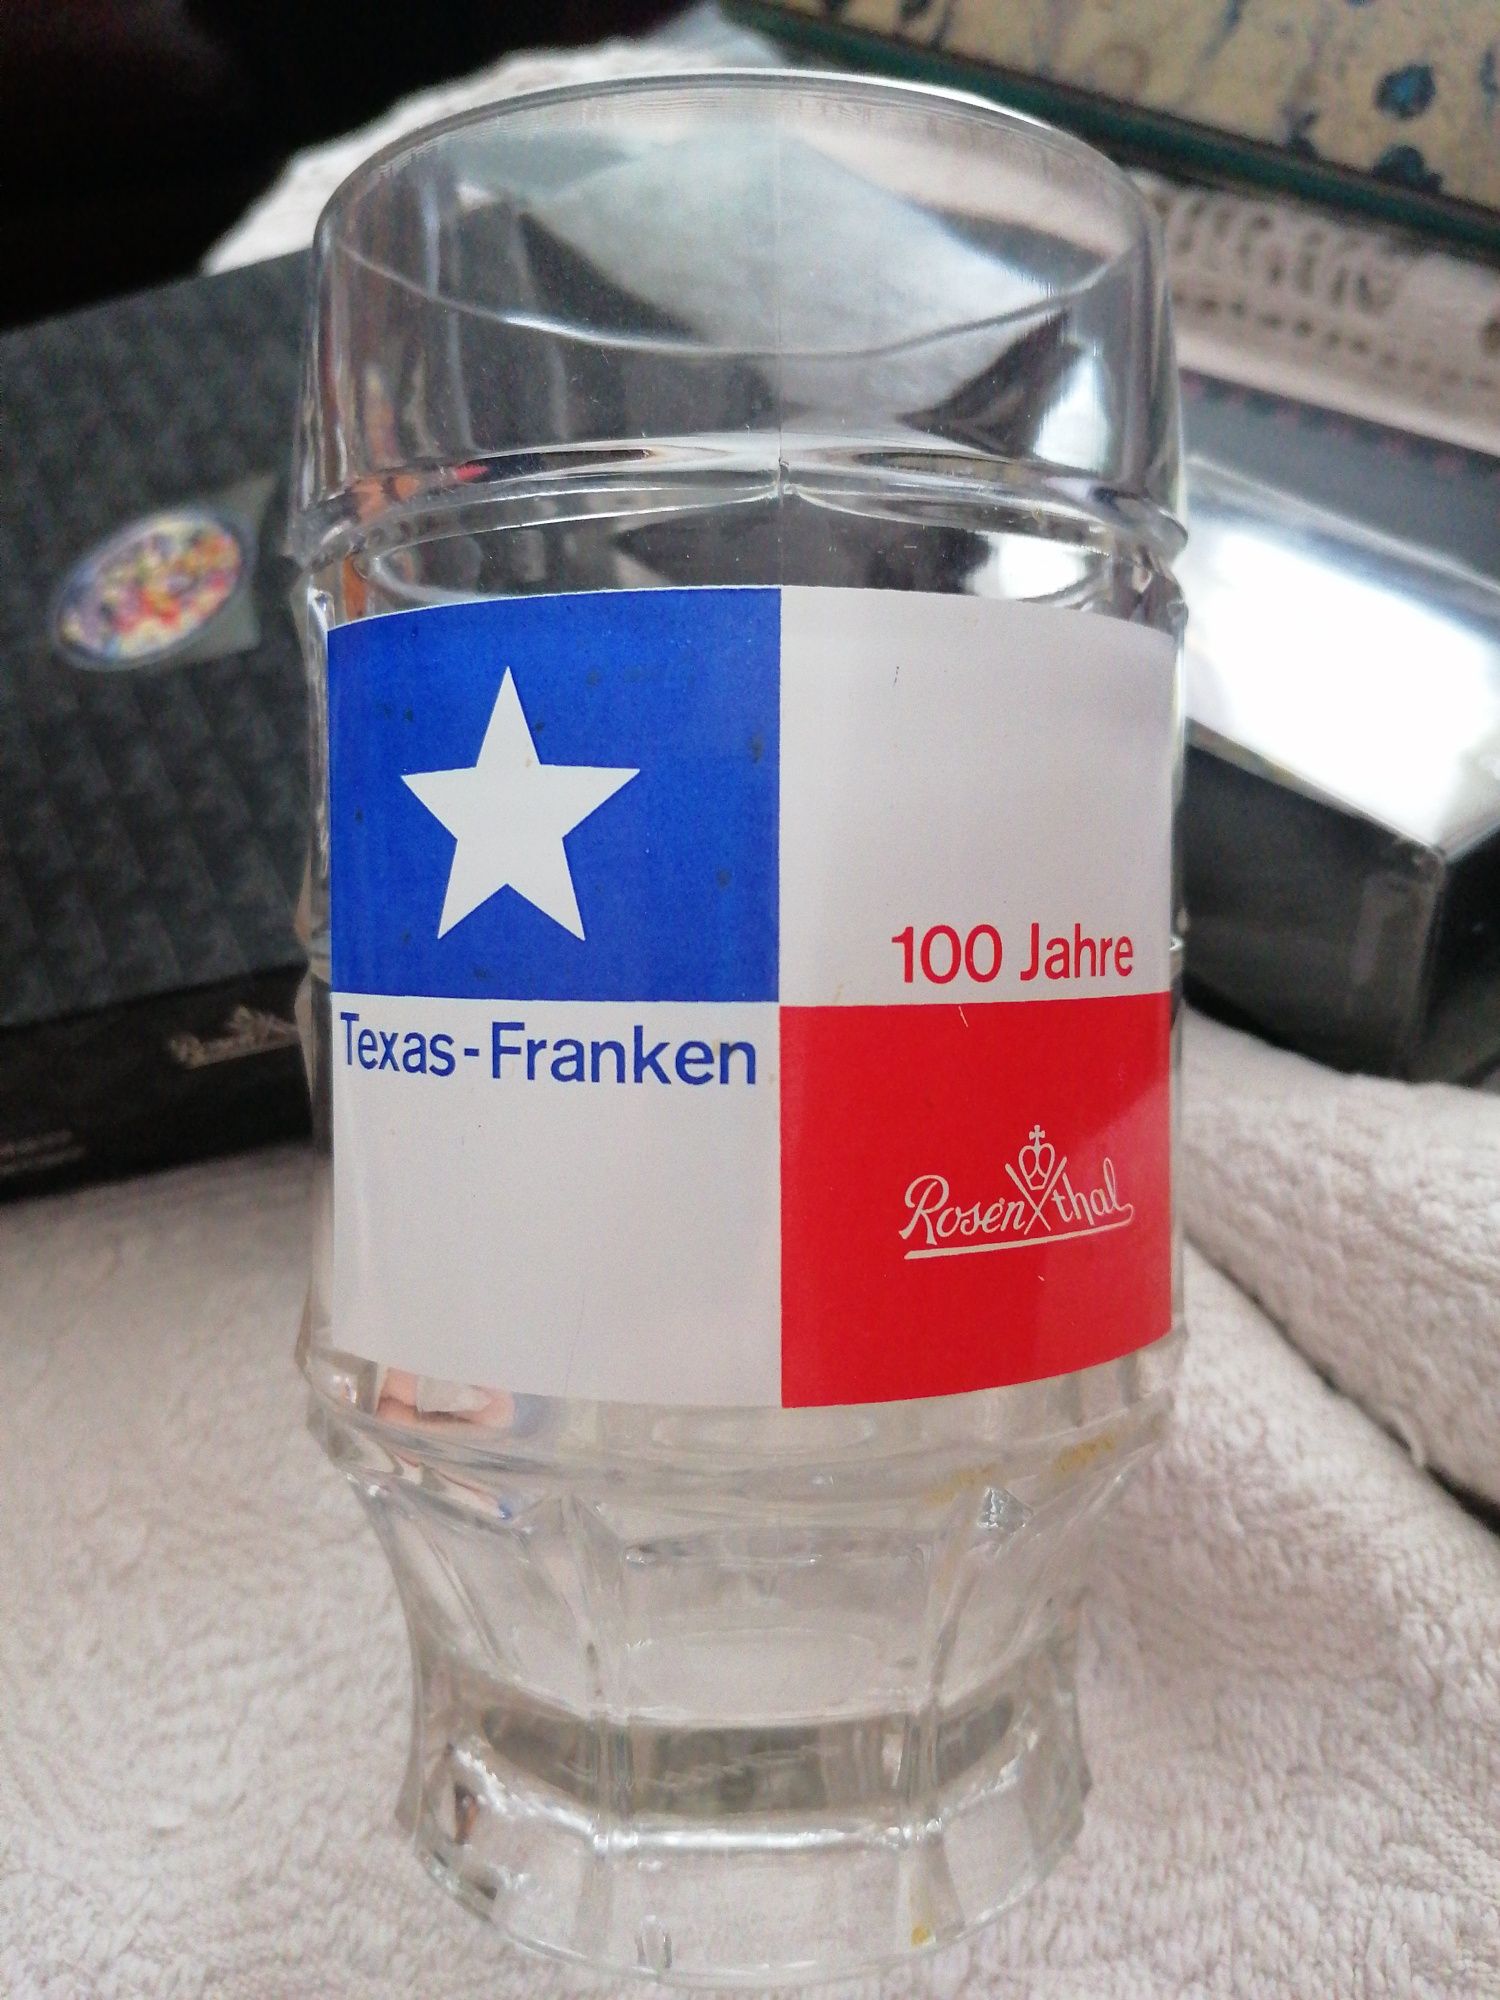 100 Jahre
Texas-Franken
Rosenthal